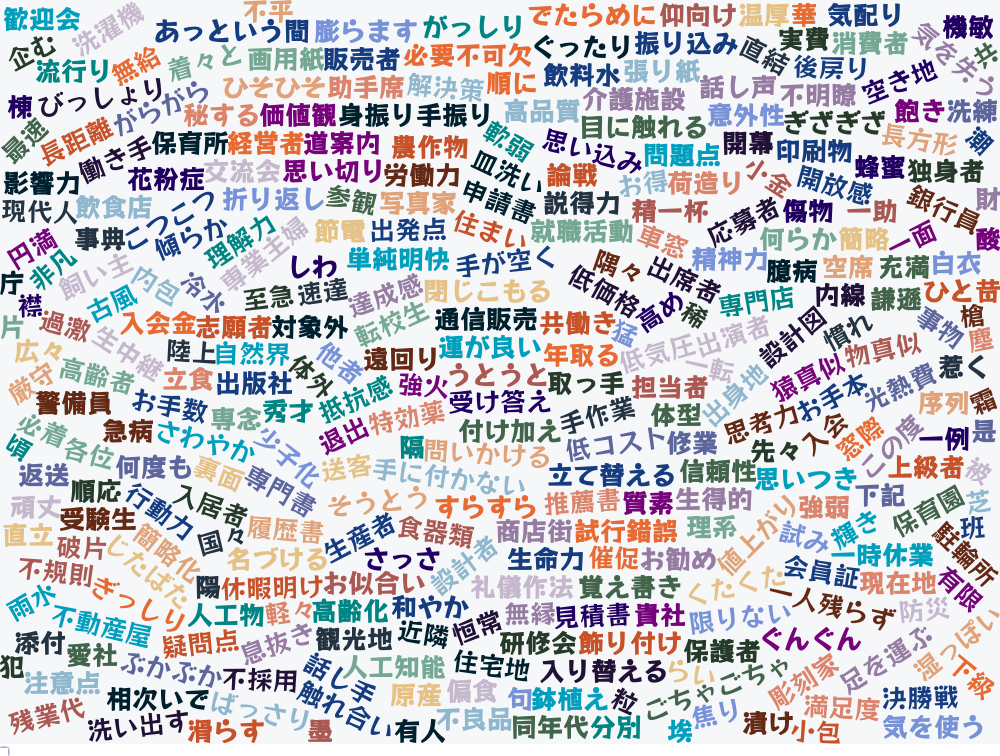 歓迎会
洗濯機
不平
あっという間
膨らます
がっしり
でたらめに
仰向け
温厚
華
気配り
機敏
企む
流行り
無給
着々と
画用紙
販売者
必要不可欠
ぐったり
振り込み
直結
実費
消費者
後戻り
気を失う
共
棟
びっしょり
がらがら
ひそひそ
助手席
解決策
順に
飲料水
張り紙
話し声
不明瞭
空き地
最速
長距離
秘する
価値観
身振り手振り
高品質
介護施設
目に触れる
意外性
ぎざぎざ
飽き
洗練
長方形
潮
働き手
保育所
経営者
道案内
農作物
軟弱
思い込み
問題点
開幕
印刷物
蜂蜜
独身者
影響力
花粉症
交流会
思い切り
労働力
皿洗い
論戦
お得
荷造り
大金
開放感
銀行員
財
現代人
飲食店
こつこつ
折り返し
参観
写真家
申請書
説得力
精一杯
応募者
傷物
一助
円満
事典
傾らか
理解力
専業主婦
節電
出発点
住まい
就職活動
車窓
何らか
簡略
一面
酸
庁
非凡
飼い主
内包
冷水
しわ
単純明快
手が空く
隅々
出席者
精神力
臆病
空席
充満
白衣
襟
古風
至急
速達
達成感
閉じこもる
低価格
高め
稀
専門店
内線
謙遜
ひと昔
片
過激
生中継
入会金
志願者
対象外
転校生
通信販売
共働き
猛
低気圧
出演者
設計図
慣れ
事物
槍
塵
広々
陸上
自然界
他者
遠回り
運が良い
年取る
一転
猿真似
物真似
惹く
厳守
高齢者
立食
出版社
体力
抵抗感
強火
うとうと
取っ手
担当者
出身地
お手本
光熱費
序列
霜
警備員
お手数
専念
秀才
特効薬
受け答え
手作業
体型
思考力
必着
各位
急病
さわやか
少子化
退出
隔
問いかける
付け加え
低コスト
修業
先々
入会
窓際
この度
一例
是
頃
返送
何度も
裏面
専門書
送客
手に付かない
立て替える
信頼性
思いつき
上級者
被
頑丈
順応
行動力
入居者
そうとう
すらすら
推薦書
質素
生得的
値上がり
強弱
下記
保育園
芝
直立
受験生
簡略化
国々
履歴書
生産者
食器類
商店街
試行錯誤
理系
試み
輝き
班
駐輪所
破片
じたばた
名づける
さっさ
設計者
生命力
催促
お勧め
一時休業
不規則
ぎっしり
陽
休暇明け
お似合い
礼儀作法
覚え書き
くたくた
会員証
現在地
有限
雨水
不動産屋
人工物
軽々
高齢化
和やか
無縁
見積書
貴社
限りない
一人残らず
防災
添付
疑問点
息抜き
観光地
近隣
恒常
研修会
飾り付け
保護者
ぐんぐん
湿っぽい
犯
愛社
ぶかぶか
不採用
話し手
人工知能
住宅地
入り替える
らい
ごちゃごちゃ
彫刻家
足を運ぶ
下級
注意点
相次いで
ばっさり
触れ合い
原産
偏食
句
鉢植え
粒
焦り
満足度
決勝戦
残業代
洗い出す
滑らす
墨
有人
不良品
同年代
分別
埃
漬け
小包
気を使う